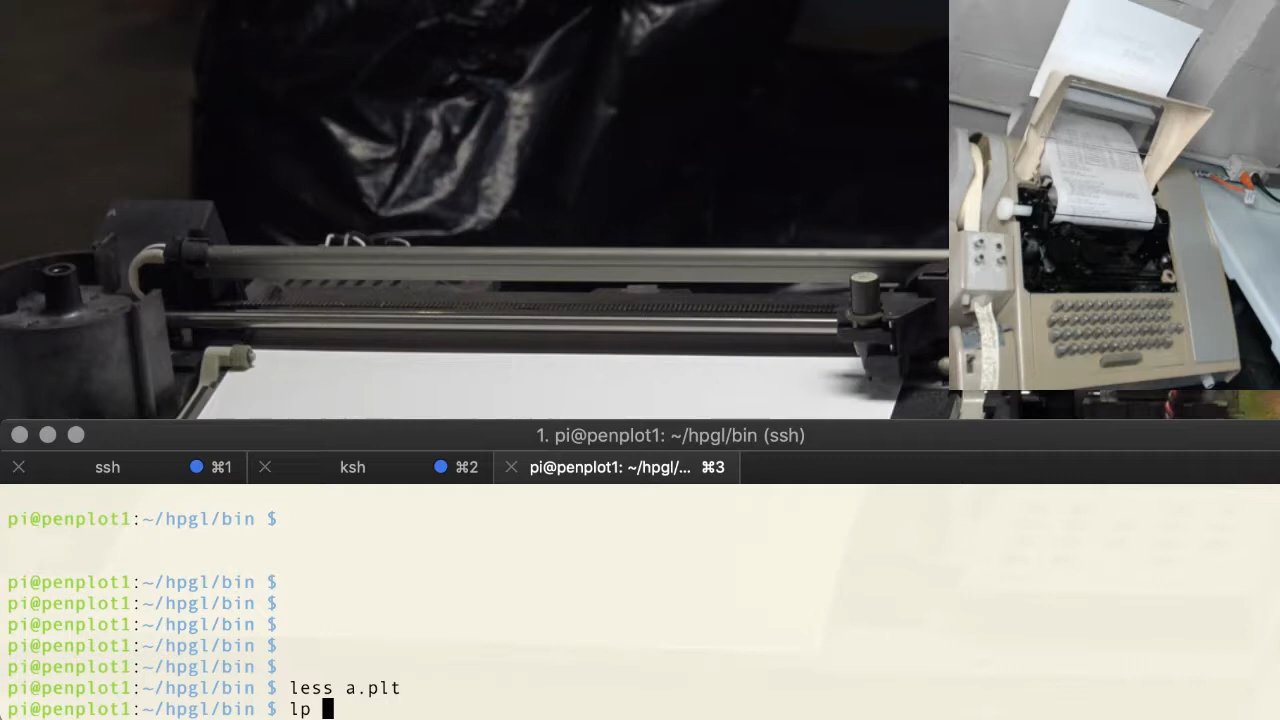 1. pi@penplot1: ~/hpgl/bin (ssh)
ssh ⌘1 ksh ⌘2 pi@penplot1: ~/hpgl/... ⌘3
pi@penplot1:~/hpgl/bin $
pi@penplot1:~/hpgl/bin $
pi@penplot1:~/hpgl/bin $
pi@penplot1:~/hpgl/bin $
pi@penplot1:~/hpgl/bin $
pi@penplot1:~/hpgl/bin $
pi@penplot1:~/hpgl/bin $ less a.plt
pi@penplot1:~/hpgl/bin $ lp